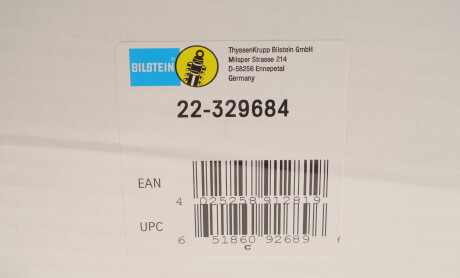 ThyssenKrupp Bilstein GmbH
Milsper Strasse 214
D-58256 Ennepetal
Germany
BILSTEIN
22-329684
EAN
4 025258 912819
UPC
6 51860 92689 6
C